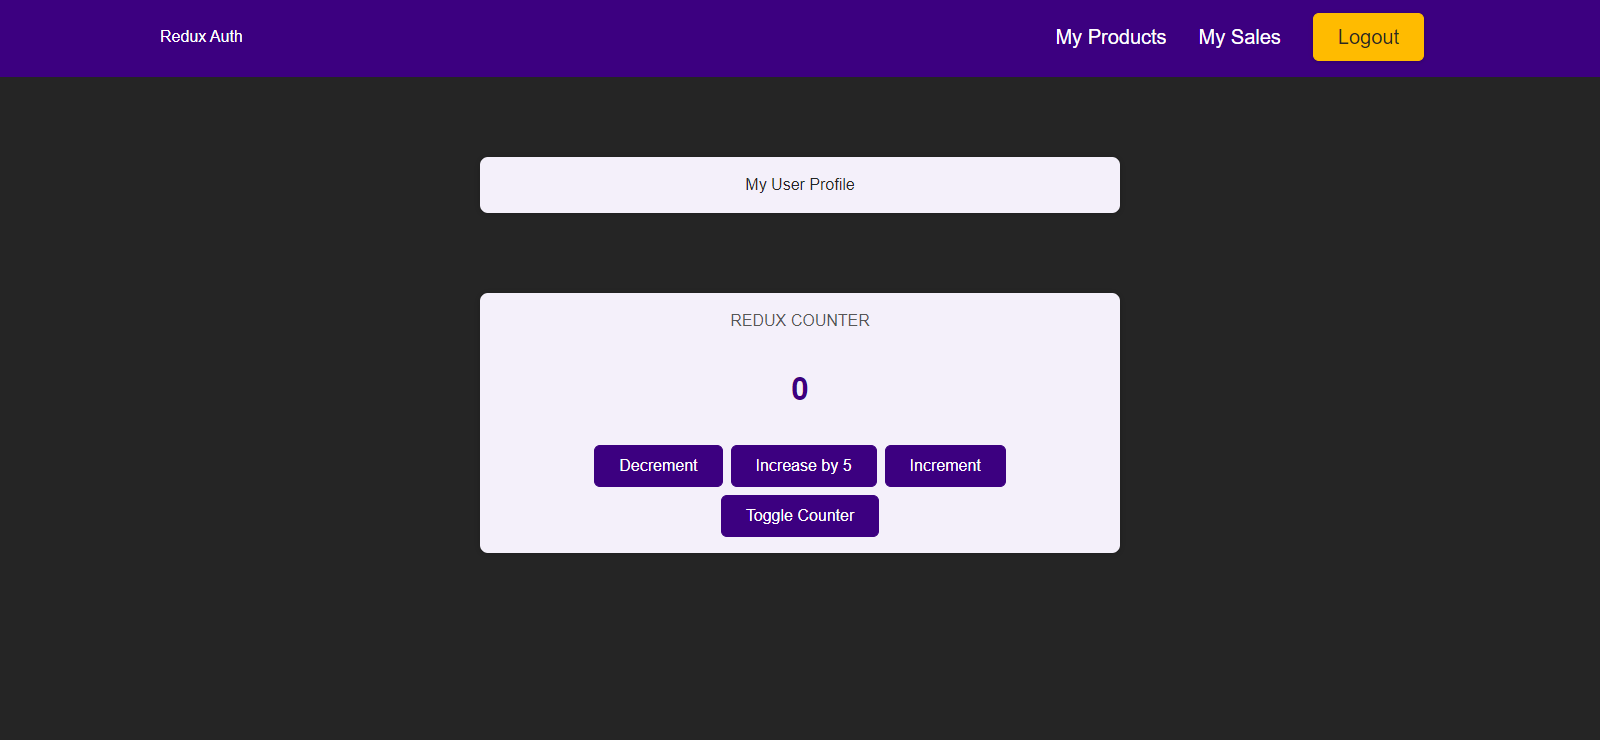 Redux Auth My Products My Sales Logout
My User Profile
REDUX COUNTER
0
Decrement Increase by 5 Increment
Toggle Counter